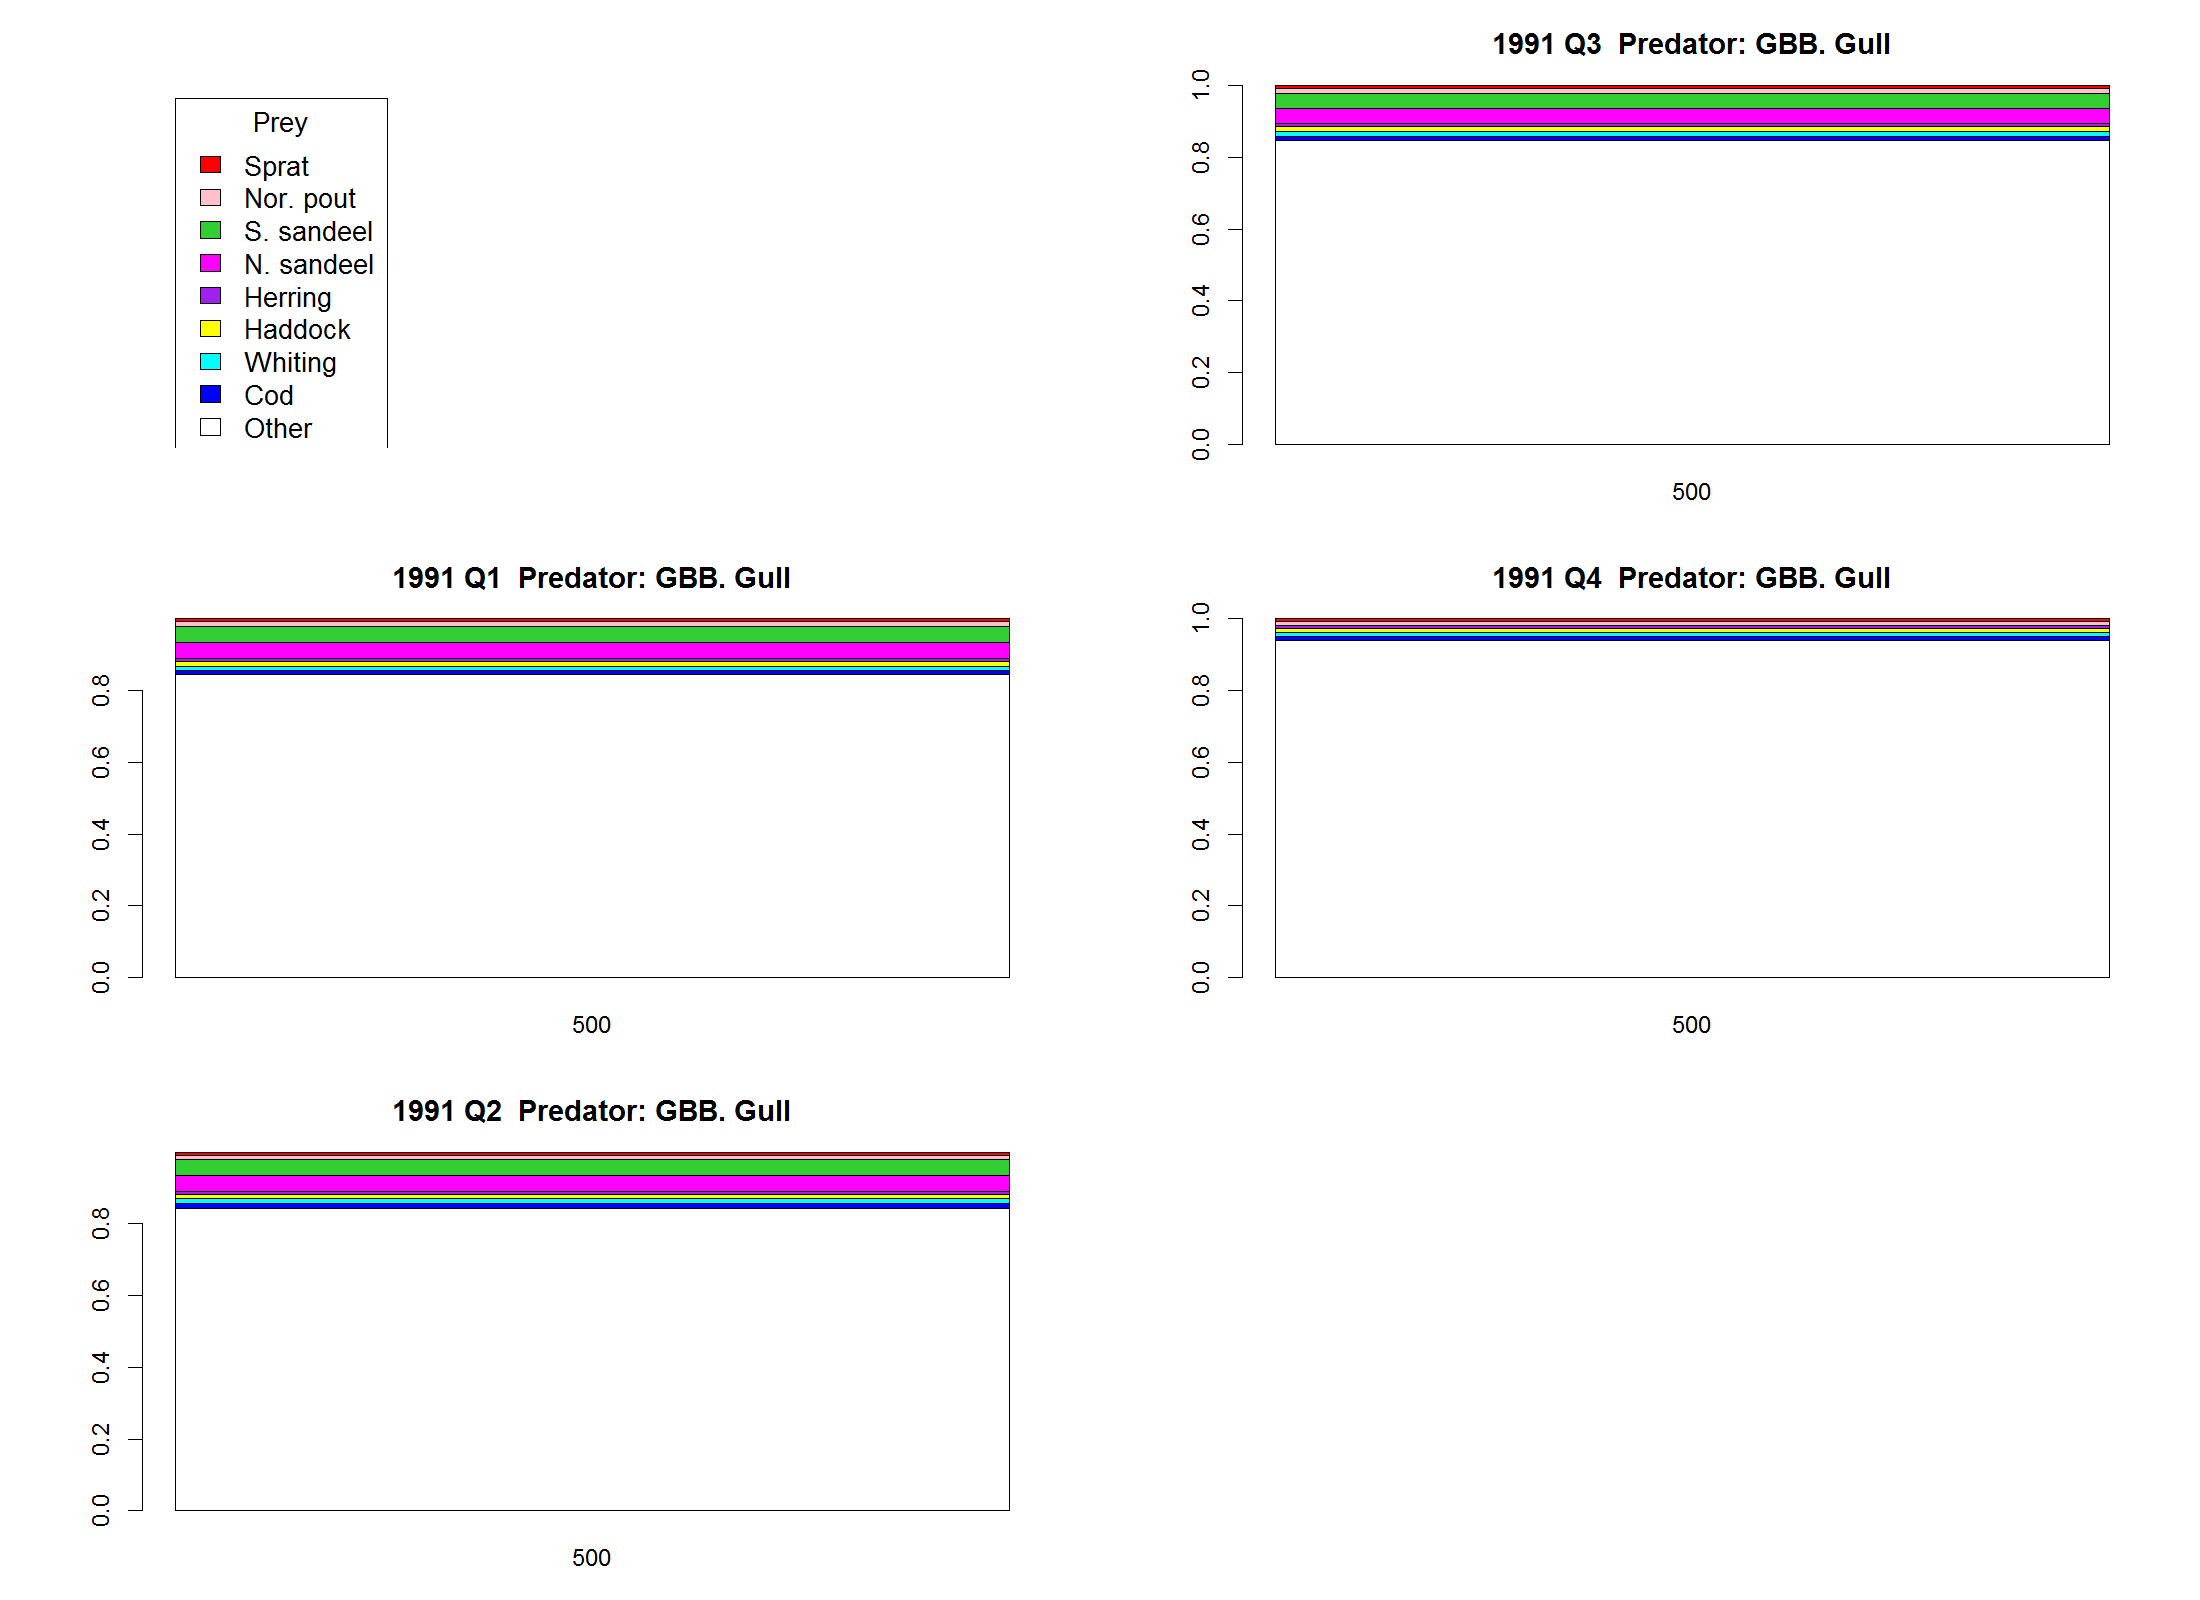 Prey
Sprat
Nor. pout
S. sandeel
N. sandeel
Herring
Haddock
Whiting
Cod
Other
1991 Q1  Predator: GBB. Gull
0.8
0.6
0.4
0.2
0.0
500
1991 Q2  Predator: GBB. Gull
0.8
0.6
0.4
0.2
0.0
500
1991 Q3  Predator: GBB. Gull
1.0
0.8
0.6
0.4
0.2
0.0
500
1991 Q4  Predator: GBB. Gull
1.0
0.8
0.6
0.4
0.2
0.0
500